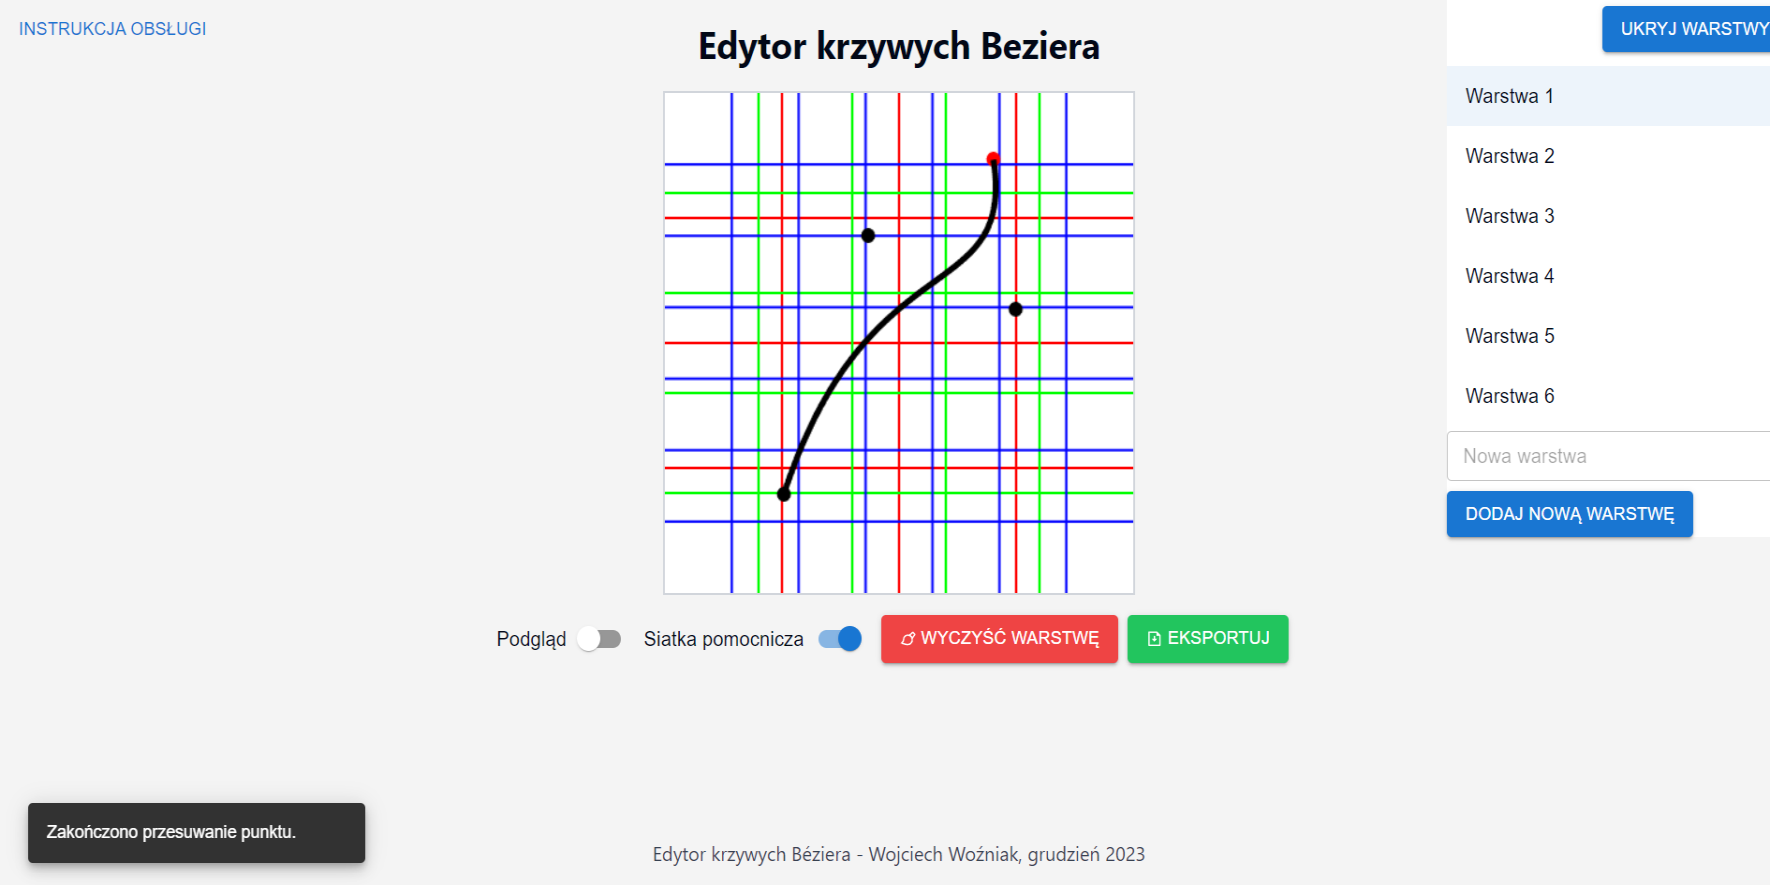 INSTRUKCJA OBSŁUGI
Edytor krzywych Beziera
UKRYJ WARSTWY
Warstwa 1
Warstwa 2
Warstwa 3
Warstwa 4
Warstwa 5
Warstwa 6
Nowa warstwa
DODAJ NOWĄ WARSTWĘ
Podgląd Siatka pomocnicza WYCZYŚĆ WARSTWĘ EKSPORTUJ
Zakończono przesuwanie punktu.
Edytor krzywych Béziera - Wojciech Woźniak, grudzień 2023